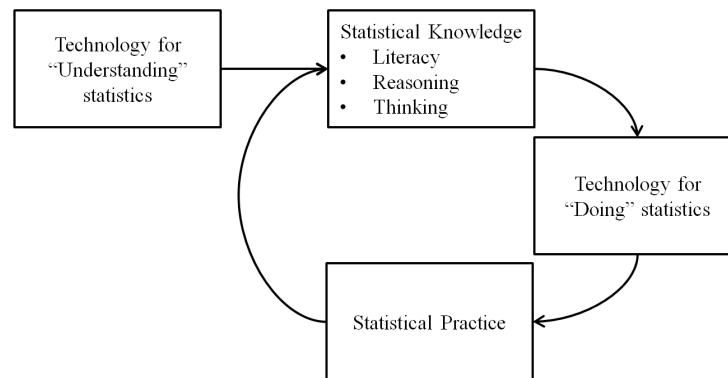 Technology for
“Understanding”
statistics
Statistical Knowledge
• Literacy
• Reasoning
• Thinking
Technology for
“Doing” statistics
Statistical Practice